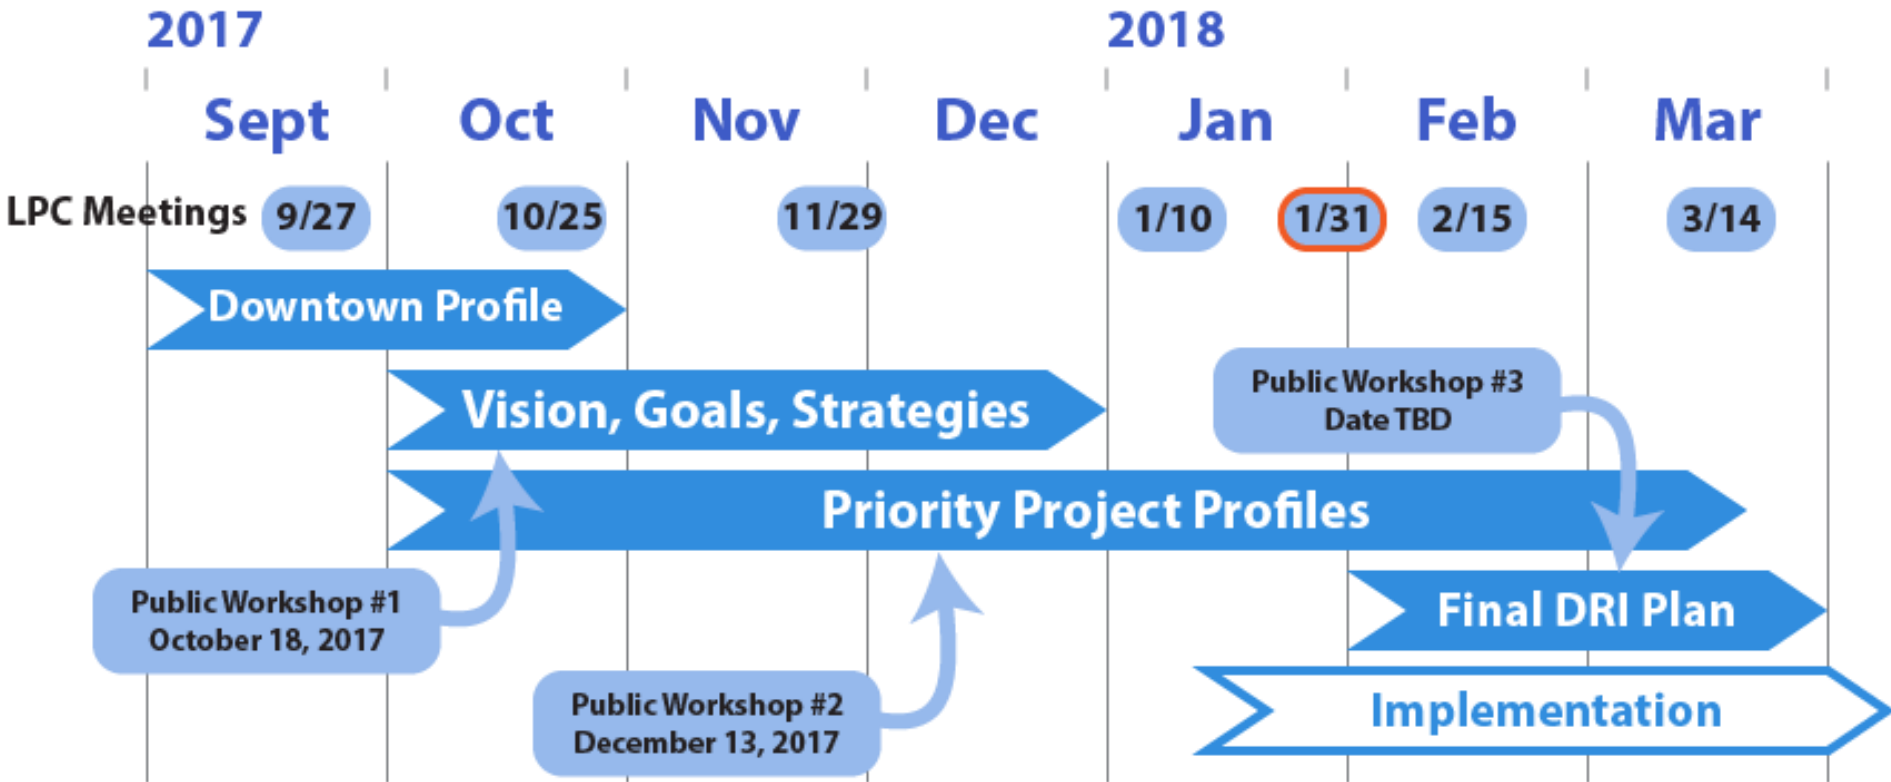 2017 2018
Sept Oct Nov Dec Jan Feb Mar
LPC Meetings 9/27 10/25 11/29 1/10 1/31 2/15 3/14
Downtown Profile
Public Workshop #3
Date TBD
Vision, Goals, Strategies
Priority Project Profiles
Public Workshop #1
October 18, 2017
Final DRI Plan
Public Workshop #2
December 13, 2017
Implementation